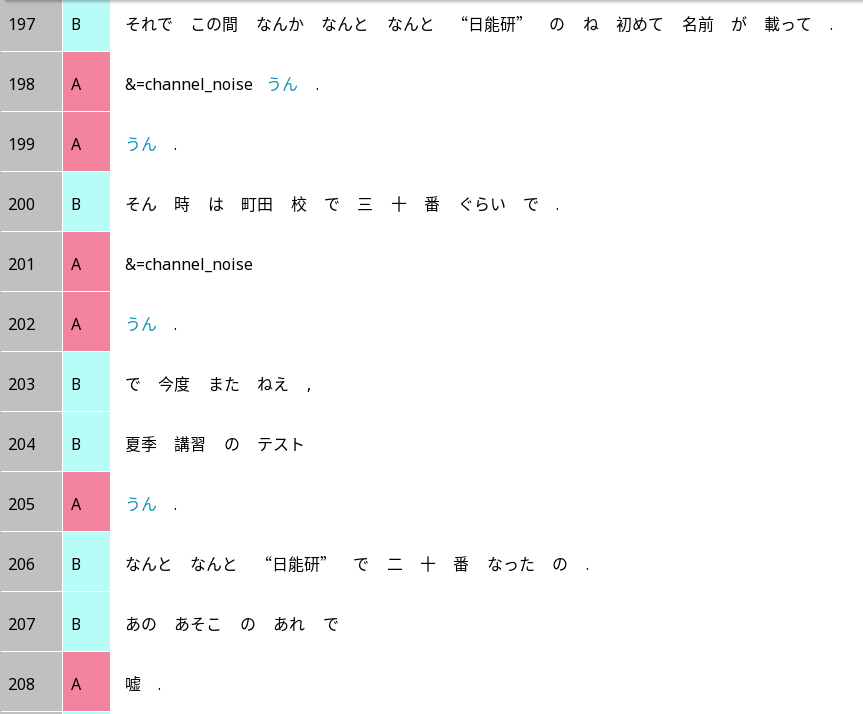 197 B それで この間 なんか なんと なんと “日能研” の ね 初めて 名前 が 載って .
198 A &=channel_noise うん .
199 A うん .
200 B そん 時 は 町田 校 で 三 十 番 ぐらい で .
201 A &=channel_noise
202 A うん .
203 B で 今度 また ねえ ,
204 B 夏季 講習 の テスト
205 A うん .
206 B なんと なんと “日能研” で 二 十 番 なった の .
207 B あの あそこ の あれ で
208 A 嘘 .